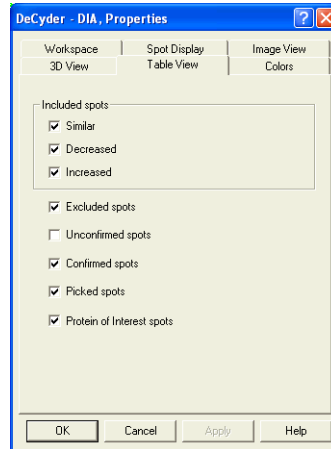 DeCyder - DIA, Properties
Workspace Spot Display Image View
3D View Table View Colors
Included spots
Similar
Decreased
Increased
Excluded spots
Unconfirmed spots
Confirmed spots
Picked spots
Protein of Interest spots
OK Cancel Apply Help